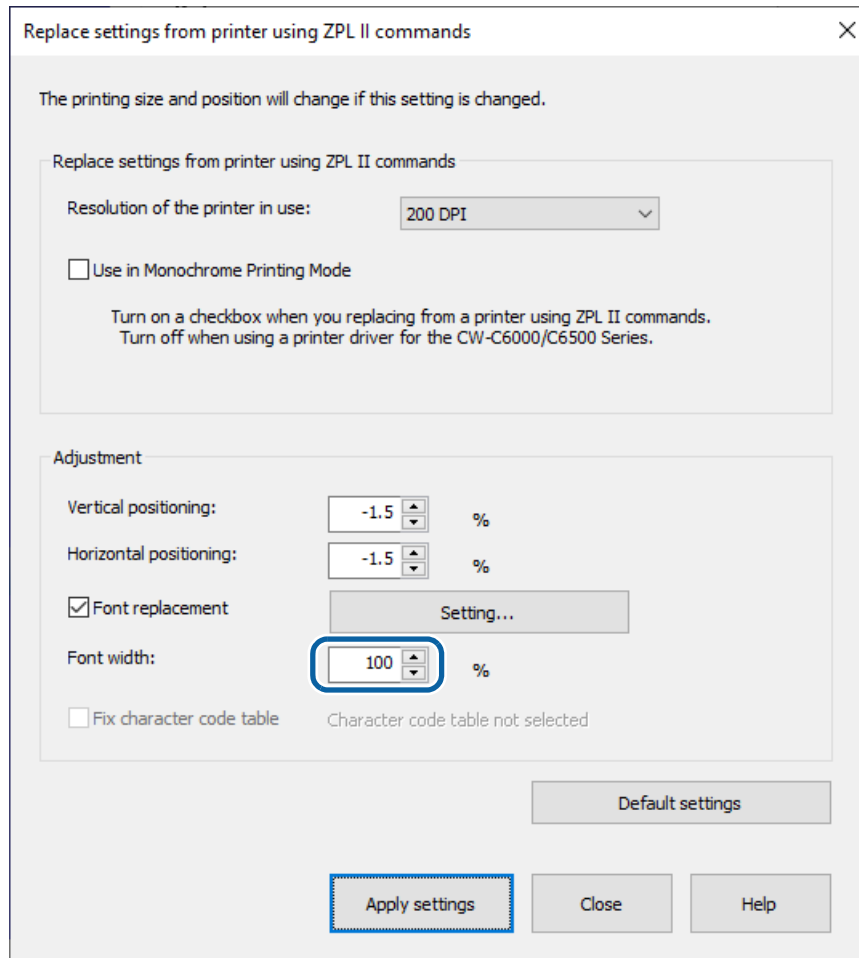 Replace settings from printer using ZPL II commands
The printing size and position will change if this setting is changed.
Replace settings from printer using ZPL II commands
Resolution of the printer in use: 200 DPI
Use in Monochrome Printing Mode
Turn on a checkbox when you replacing from a printer using ZPL II commands.
Turn off when using a printer driver for the CW-C6000/C6500 Series.
Adjustment
Vertical positioning: -1.5 %
Horizontal positioning: -1.5 %
Font replacement Setting...
Font width: 100 %
Fix character code table Character code table not selected
Default settings
Apply settings Close Help